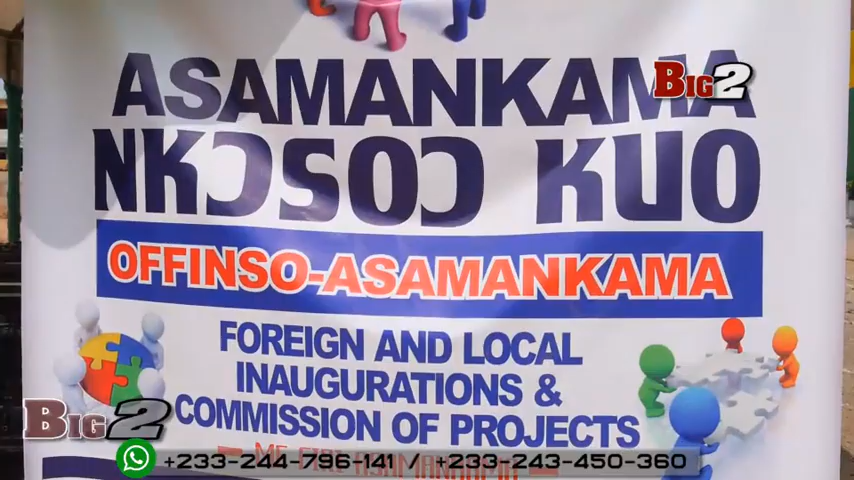 ASAMANKAMA
BIG2
NKƆSOƆ KUO
OFFINSO-ASAMANKAMA
FOREIGN AND LOCAL
INAUGURATIONS &
COMMISSION OF PROJECTS
BIG2
+233-244-796-141 / +233-243-450-360